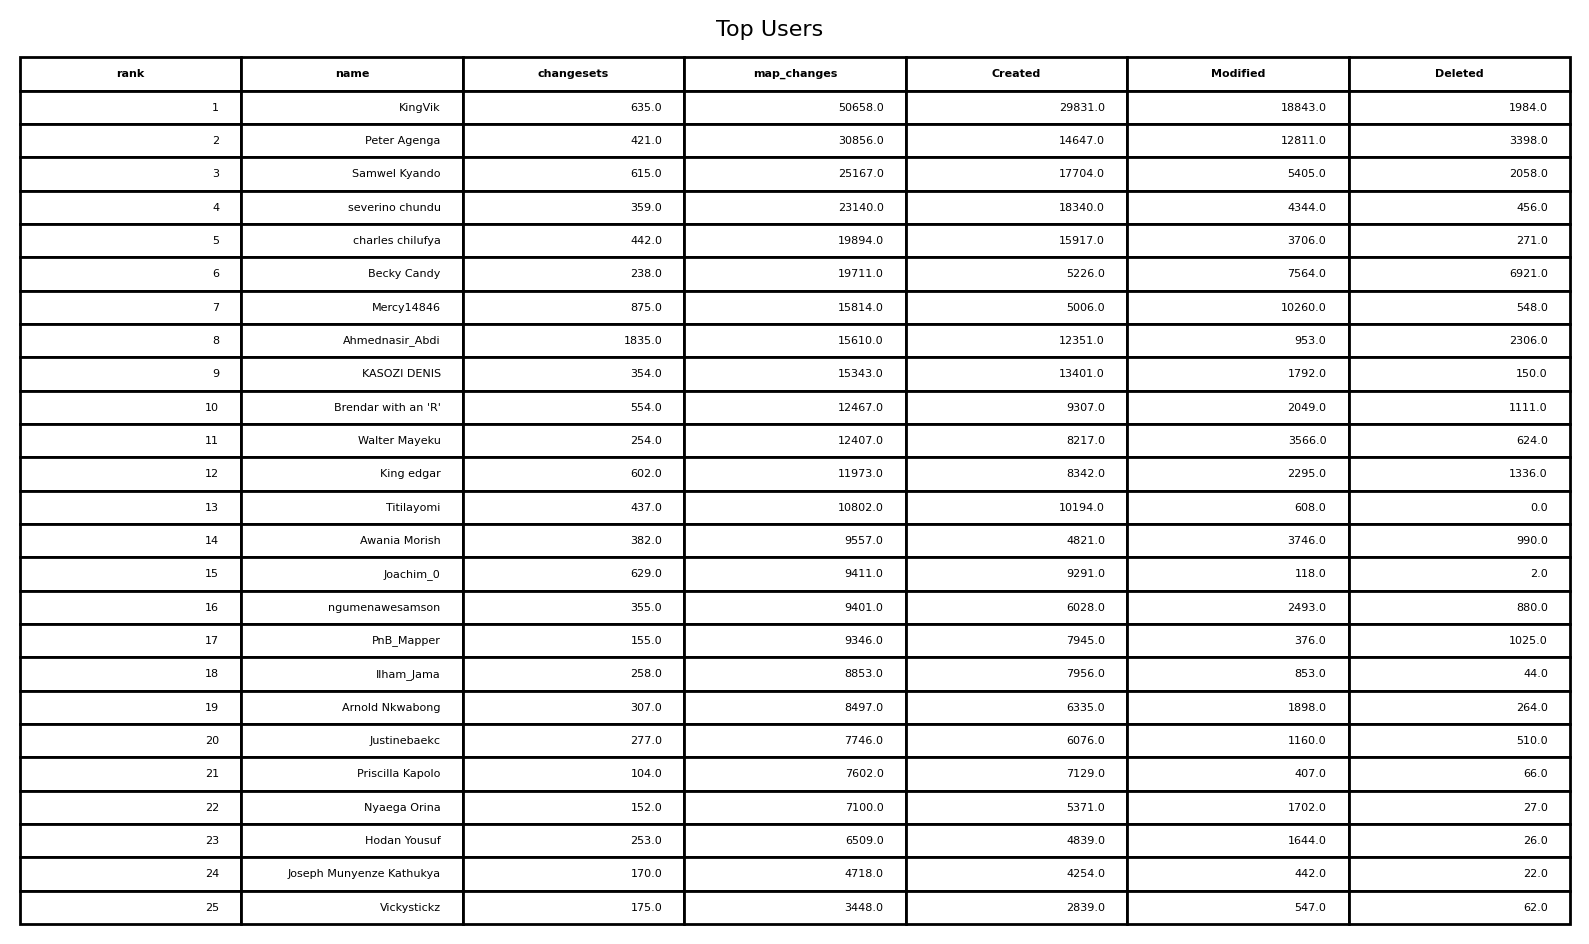 Top Users
rank name changesets map_changes Created Modified Deleted
1 KingVik 635.0 50658.0 29831.0 18843.0 1984.0
2 Peter Agenga 421.0 30856.0 14647.0 12811.0 3398.0
3 Samwel Kyando 615.0 25167.0 17704.0 5405.0 2058.0
4 severino chundu 359.0 23140.0 18340.0 4344.0 456.0
5 charles chilufya 442.0 19894.0 15917.0 3706.0 271.0
6 Becky Candy 238.0 19711.0 5226.0 7564.0 6921.0
7 Mercy14846 875.0 15814.0 5006.0 10260.0 548.0
8 Ahmednasir_Abdi 1835.0 15610.0 12351.0 953.0 2306.0
9 KASOZI DENIS 354.0 15343.0 13401.0 1792.0 150.0
10 Brendar with an 'R' 554.0 12467.0 9307.0 2049.0 1111.0
11 Walter Mayeku 254.0 12407.0 8217.0 3566.0 624.0
12 King edgar 602.0 11973.0 8342.0 2295.0 1336.0
13 Titilayomi 437.0 10802.0 10194.0 608.0 0.0
14 Awania Morish 382.0 9557.0 4821.0 3746.0 990.0
15 Joachim_0 629.0 9411.0 9291.0 118.0 2.0
16 ngumenawesamson 355.0 9401.0 6028.0 2493.0 880.0
17 PnB_Mapper 155.0 9346.0 7945.0 376.0 1025.0
18 Ilham_Jama 258.0 8853.0 7956.0 853.0 44.0
19 Arnold Nkwabong 307.0 8497.0 6335.0 1898.0 264.0
20 Justinebaekc 277.0 7746.0 6076.0 1160.0 510.0
21 Priscilla Kapolo 104.0 7602.0 7129.0 407.0 66.0
22 Nyaega Orina 152.0 7100.0 5371.0 1702.0 27.0
23 Hodan Yousuf 253.0 6509.0 4839.0 1644.0 26.0
24 Joseph Munyenze Kathukya 170.0 4718.0 4254.0 442.0 22.0
25 Vickystickz 175.0 3448.0 2839.0 547.0 62.0